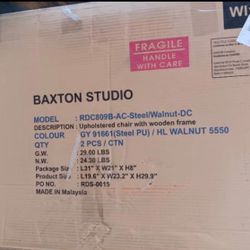 WI
FRAGILE
HANDLE
WITH CARE
BAXTON STUDIO
MODEL : RDC809B-AC-Steel/Walnut-DC
DESCRIPTION : Upholstered chair with wooden frame
COLOUR : GY 91661(Steel PU) / HL WALNUT 5550
QTY : 2 PCS / CTN
G.W. : 29.00 LBS
N.W. : 24.30 LBS
Package Size : L31" X W21" X H8"
Product Size : L19.6" X W23.2" X H29.9"
PO NO. : RDS-0015
MADE IN Malaysia